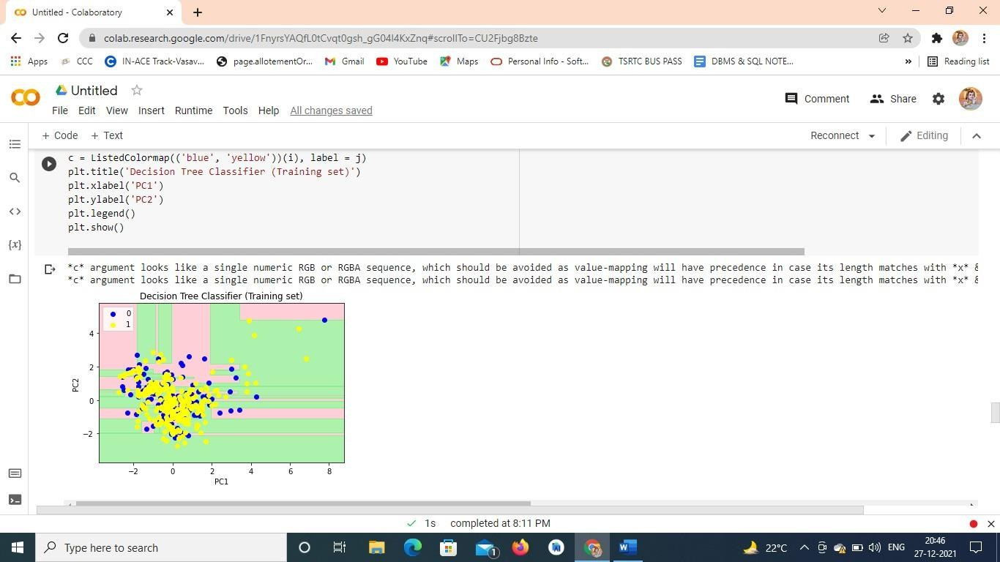 Untitled - Colaboratory
colab.research.google.com/drive/1FnyrsYAQfL0tCvqt0gsh_gG04l4KxZnq#scrollTo=CU2Fjbg8Bzte
Apps CCC IN-ACE Track-Vasav... page.allotementOr... Gmail YouTube Maps Personal Info - Soft... TSRTC BUS PASS DBMS & SQL NOTE... » Reading list
Untitled
Comment Share
File Edit View Insert Runtime Tools Help All changes saved
+ Code + Text Reconnect Editing
c = ListedColormap(('blue', 'yellow'))(i), label = j)
plt.title('Decision Tree Classifier (Training set)')
plt.xlabel('PC1')
plt.ylabel('PC2')
plt.legend()
plt.show()
{x}
*c* argument looks like a single numeric RGB or RGBA sequence, which should be avoided as value-mapping will have precedence in case its length matches with *x* &
*c* argument looks like a single numeric RGB or RGBA sequence, which should be avoided as value-mapping will have precedence in case its length matches with *x* &
Decision Tree Classifier (Training set)
0
1
4
2
0
−2
PC2
−2 0 2 4 6 8
PC1
1s completed at 8:11 PM
Type here to search
1
W
22°C ENG
20:46
27-12-2021